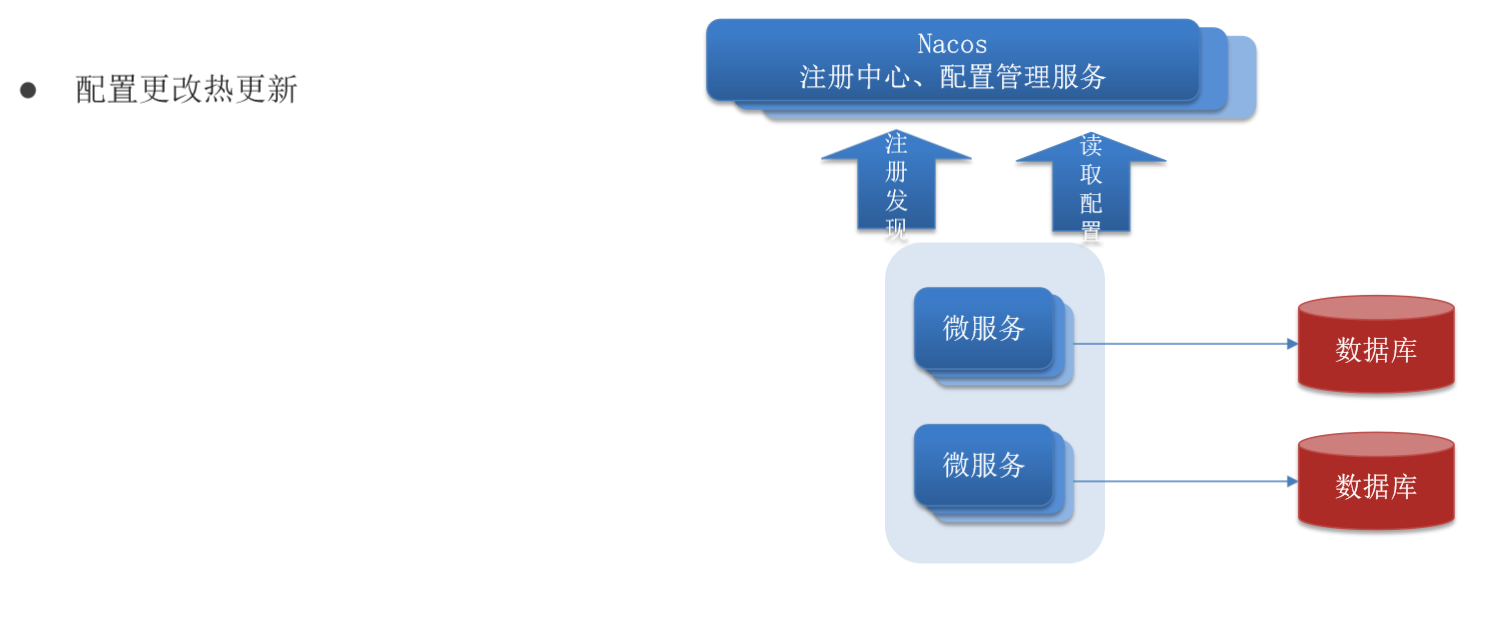 配置更改热更新
Nacos
注册中心、配置管理服务
注册发现
读取配置
微服务
数据库
微服务
数据库